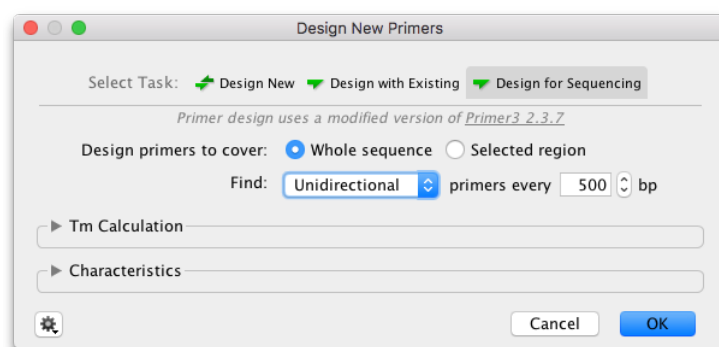 Design New Primers
Select Task: Design New Design with Existing Design for Sequencing
Primer design uses a modified version of Primer3 2.3.7
Design primers to cover: Whole sequence Selected region
Find: Unidirectional primers every 500 bp
Tm Calculation
Characteristics
Cancel OK